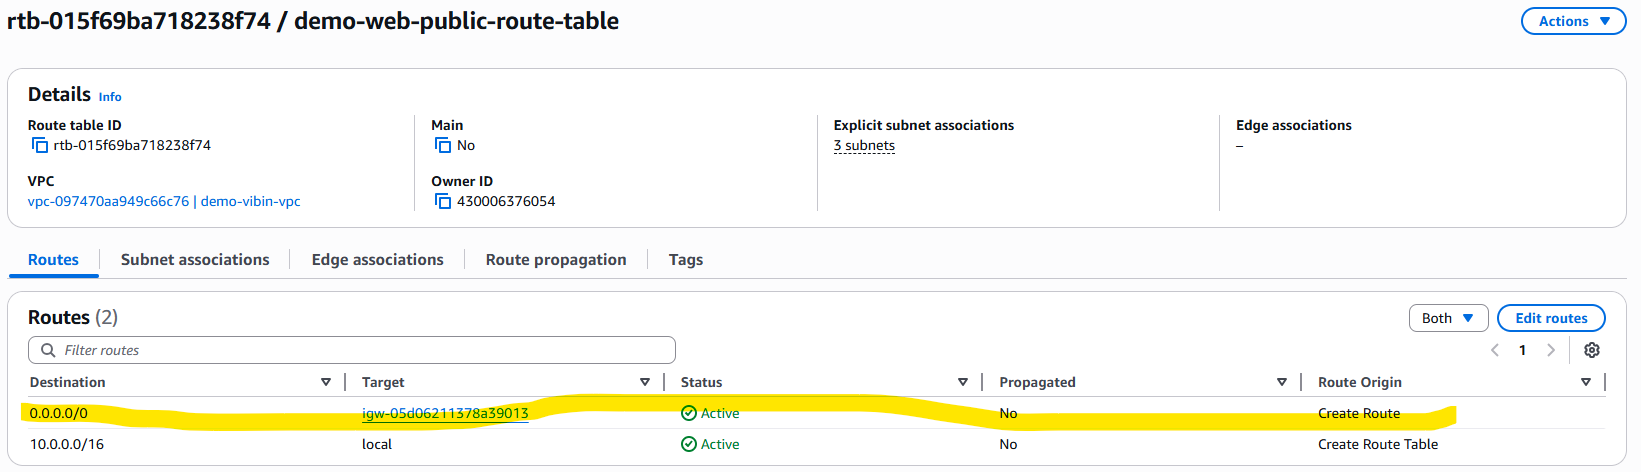 rtb-015f69ba718238f74 / demo-web-public-route-table
Actions
Details Info
Route table ID
rtb-015f69ba718238f74
Main
No
Explicit subnet associations
3 subnets
Edge associations
–
VPC
vpc-097470aa949c66c76 | demo-vibin-vpc
Owner ID
430006376054
Routes Subnet associations Edge associations Route propagation Tags
Routes (2)
Both Edit routes
Filter routes
1
Destination Target Status Propagated Route Origin
0.0.0.0/0 igw-05d06211378a39013 Active No Create Route
10.0.0.0/16 local Active No Create Route Table